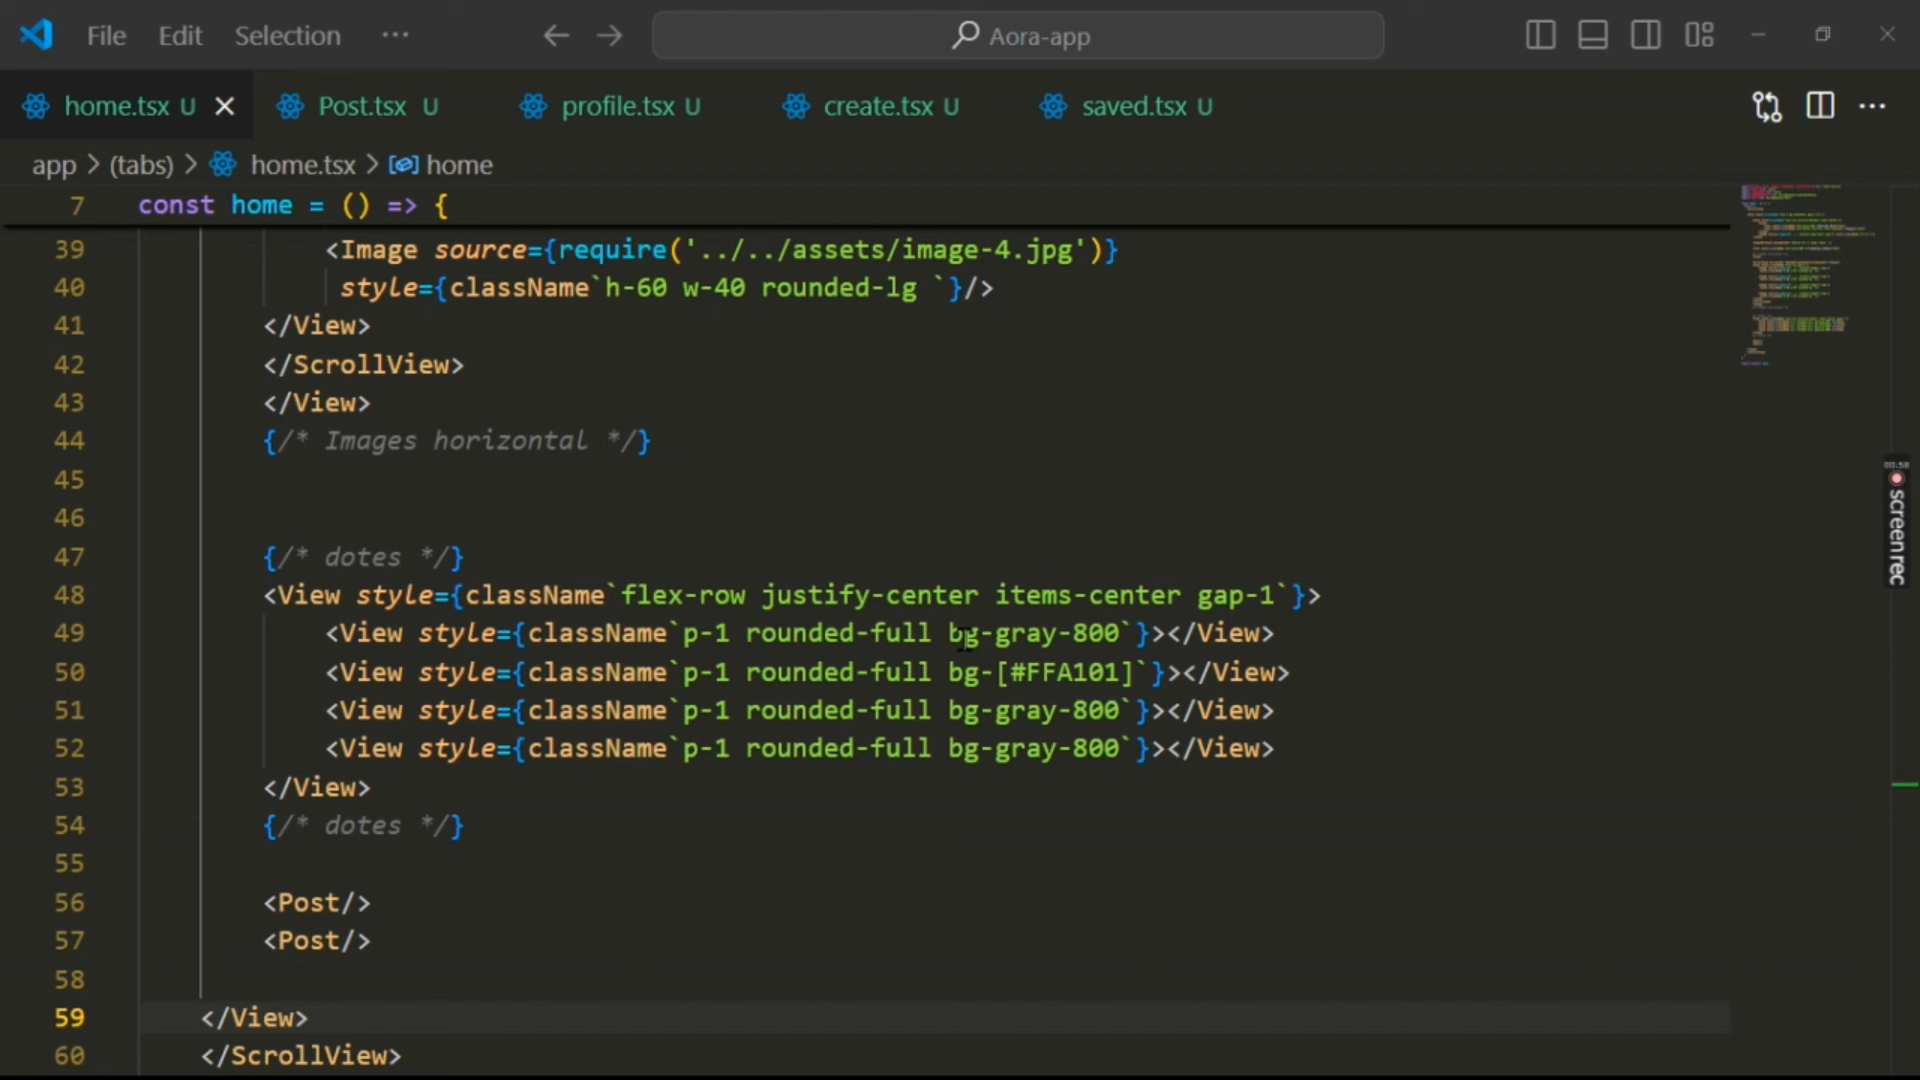 File Edit Selection ··· Aora-app
home.tsx U Post.tsx U profile.tsx U create.tsx U saved.tsx U
app > (tabs) > home.tsx > home
7 const home = () => {
39 <Image source={require('../../assets/image-4.jpg')}
40 style={className`h-60 w-40 rounded-lg `}/>
41 </View>
42 </ScrollView>
43 </View>
44 {/* Images horizontal */}
45
46
47 {/* dotes */}
48 <View style={className`flex-row justify-center items-center gap-1`}>
49 <View style={className`p-1 rounded-full bg-gray-800`}></View>
50 <View style={className`p-1 rounded-full bg-[#FFA101]`}></View>
51 <View style={className`p-1 rounded-full bg-gray-800`}></View>
52 <View style={className`p-1 rounded-full bg-gray-800`}></View>
53 </View>
54 {/* dotes */}
55
56 <Post/>
57 <Post/>
58
59 </View>
60 </ScrollView>
00:58
screenrec